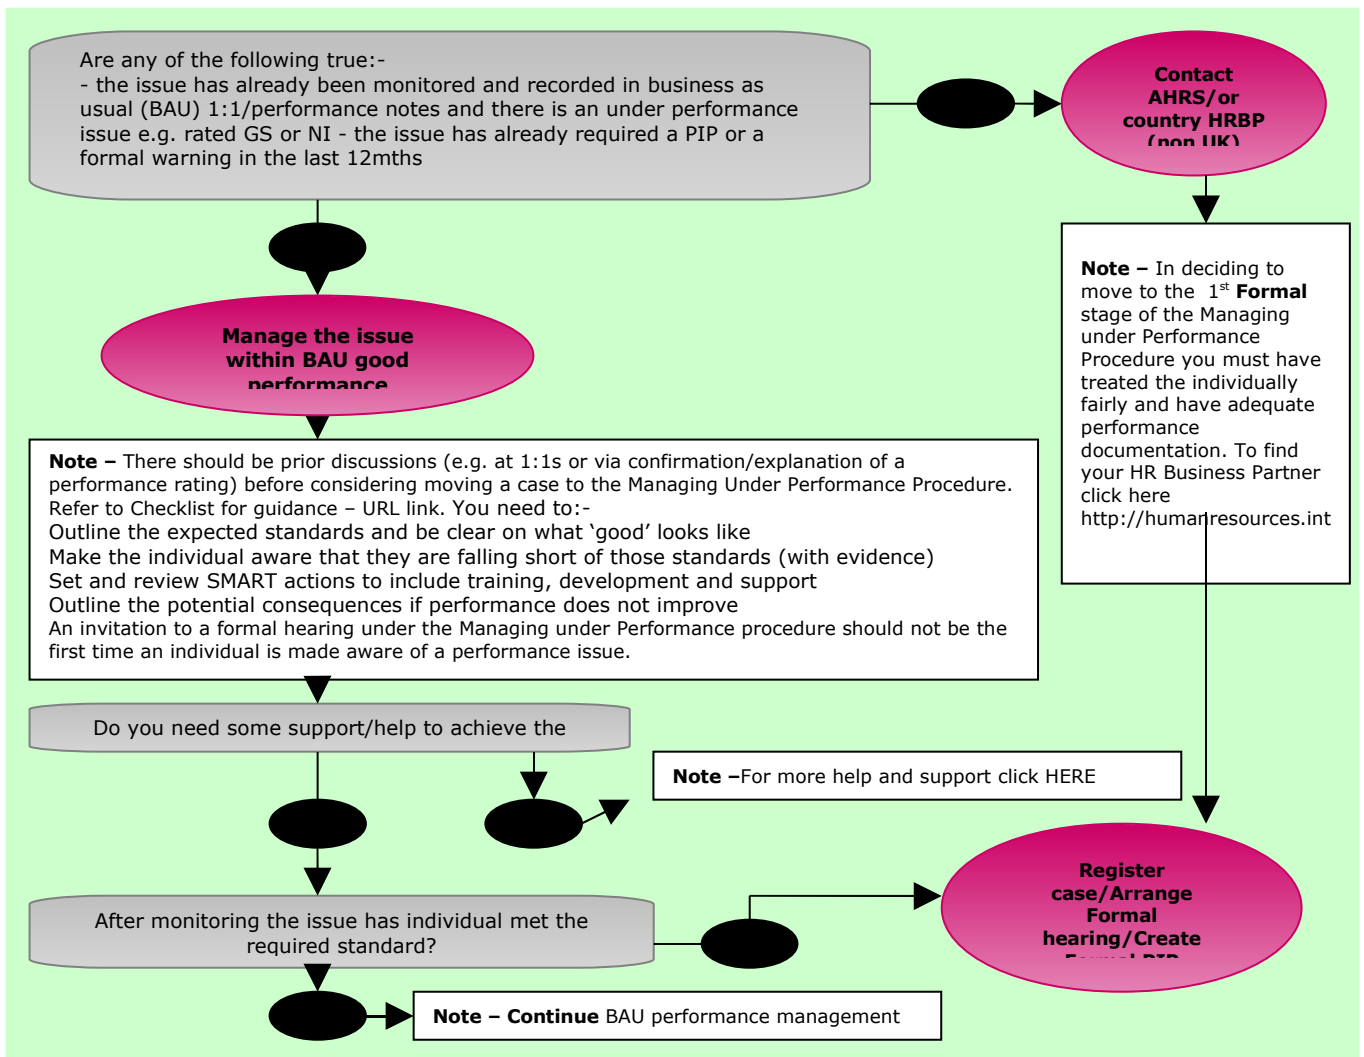 Are any of the following true:-
- the issue has already been monitored and recorded in business as
usual (BAU) 1:1/performance notes and there is an under performance
issue e.g. rated GS or NI - the issue has already required a PIP or a
formal warning in the last 12mths
Contact
AHRS/or
country HRBP
(non UK)
Manage the issue
within BAU good
performance
Note – In deciding to
move to the 1st Formal
stage of the Managing
under Performance
Procedure you must have
treated the individually
fairly and have adequate
performance
documentation. To find
your HR Business Partner
click here
http://humanresources.int
Note – There should be prior discussions (e.g. at 1:1s or via confirmation/explanation of a
performance rating) before considering moving a case to the Managing Under Performance Procedure.
Refer to Checklist for guidance – URL link. You need to:-
Outline the expected standards and be clear on what ‘good’ looks like
Make the individual aware that they are falling short of those standards (with evidence)
Set and review SMART actions to include training, development and support
Outline the potential consequences if performance does not improve
An invitation to a formal hearing under the Managing under Performance procedure should not be the
first time an individual is made aware of a performance issue.
Do you need some support/help to achieve the
Note –For more help and support click HERE
After monitoring the issue has individual met the
required standard?
Register
case/Arrange
Formal
hearing/Create
Formal PIP
Note – Continue BAU performance management